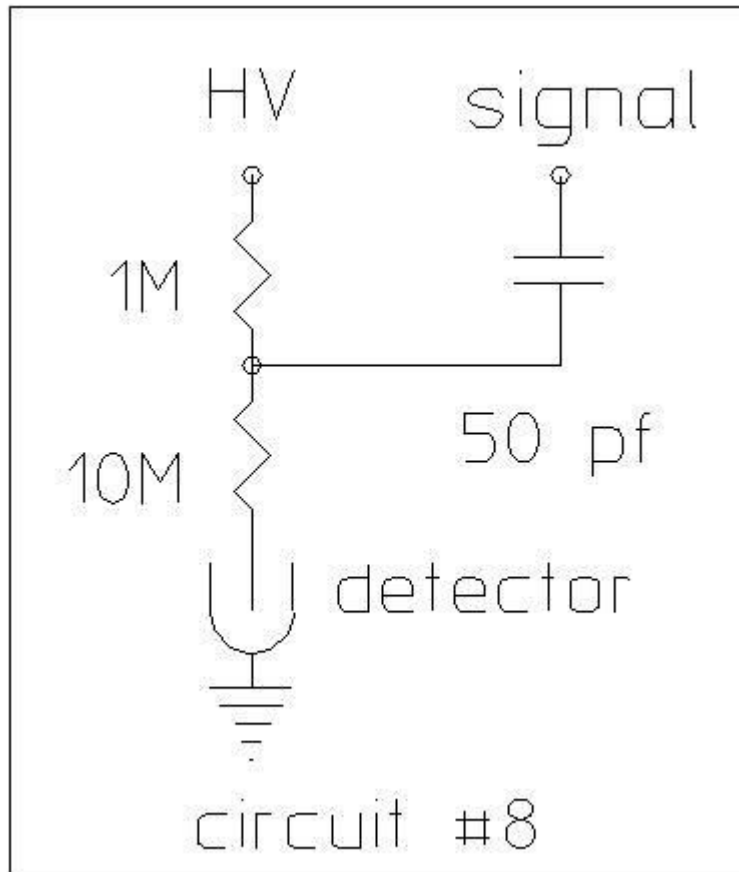 HV
signal
1M
50 pf
10M
detector
circuit #8